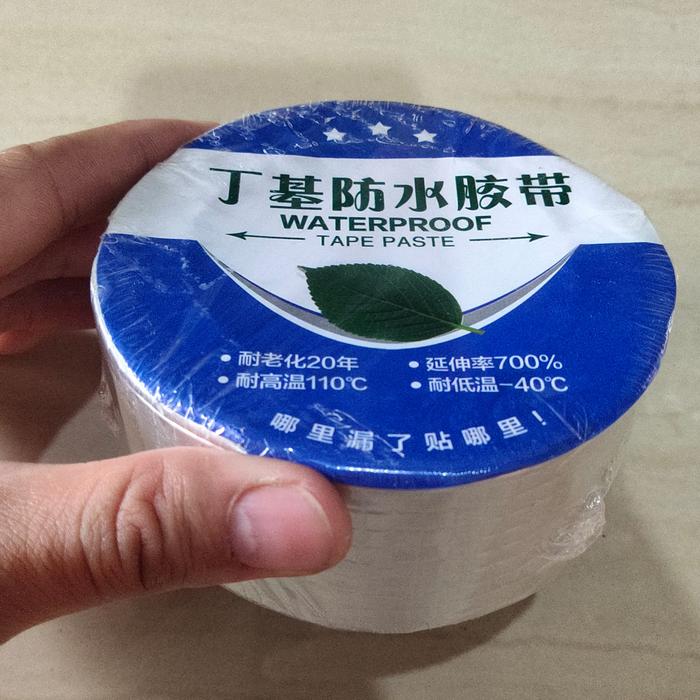 丁基防水胶带
WATERPROOF
TAPE PASTE
• 耐老化20年 • 延伸率700%
• 耐高温110℃ • 耐低温-40℃
哪里漏了贴哪里!